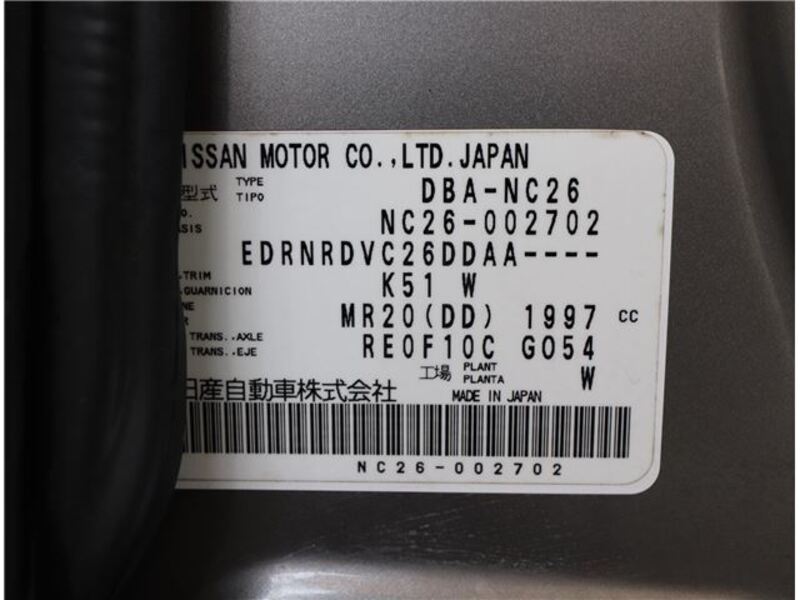 ISSAN MOTOR CO.,LTD.JAPAN
型式 TYPE TIPO DBA-NC26
NC26-002702
EDRNRDVC26DDAA----
TRIM GUARNICION K51 W
MR20(DD) 1997 CC
TRANS..AXLE TRANS..EJE RE0F10C G054
工場 PLANT PLANTA W
日産自動車株式会社 MADE IN JAPAN
NC26-002702